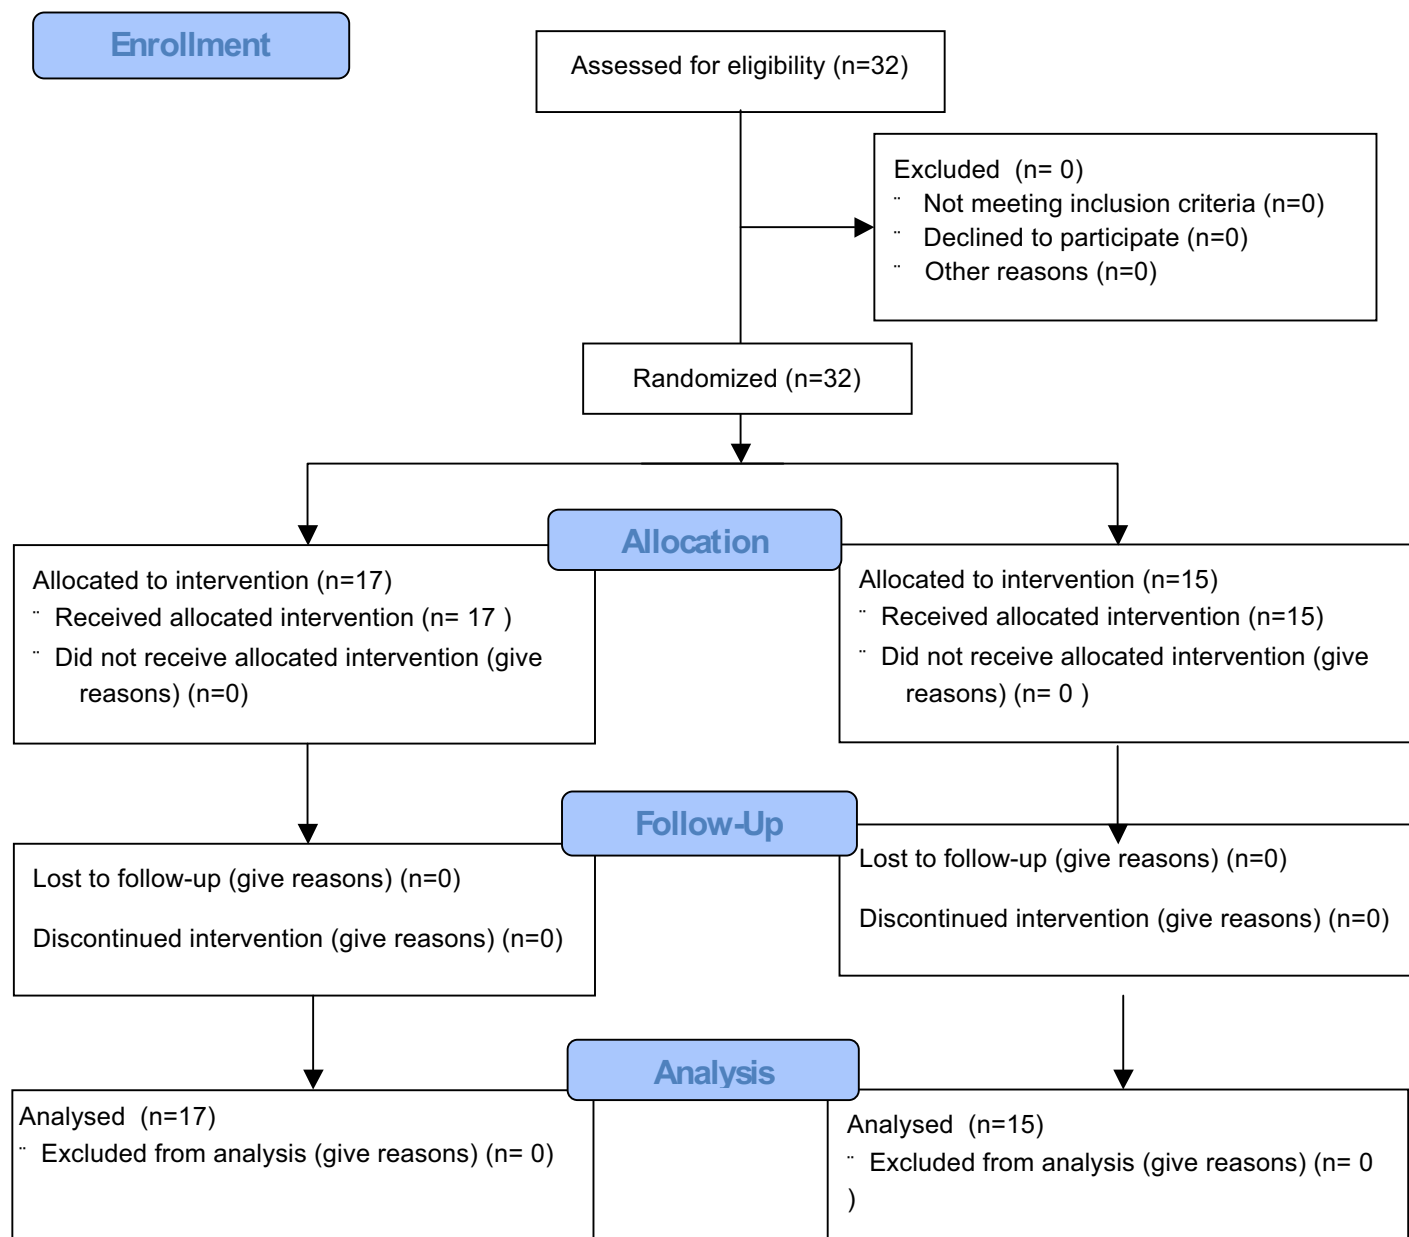 Enrollment
Assessed for eligibility (n=32)
Excluded  (n= 0)
¨ Not meeting inclusion criteria (n=0)
¨ Declined to participate (n=0)
¨ Other reasons (n=0)
Randomized (n=32)
Allocation
Allocated to intervention (n=17)
¨ Received allocated intervention (n= 17 )
¨ Did not receive allocated intervention (give
reasons) (n=0)
Allocated to intervention (n=15)
¨ Received allocated intervention (n=15)
¨ Did not receive allocated intervention (give
reasons) (n= 0 )
Follow-Up
Lost to follow-up (give reasons) (n=0)
Discontinued intervention (give reasons) (n=0)
Lost to follow-up (give reasons) (n=0)
Discontinued intervention (give reasons) (n=0)
Analysis
Analysed  (n=17)
¨ Excluded from analysis (give reasons) (n= 0)
Analysed  (n=15)
¨ Excluded from analysis (give reasons) (n= 0
)